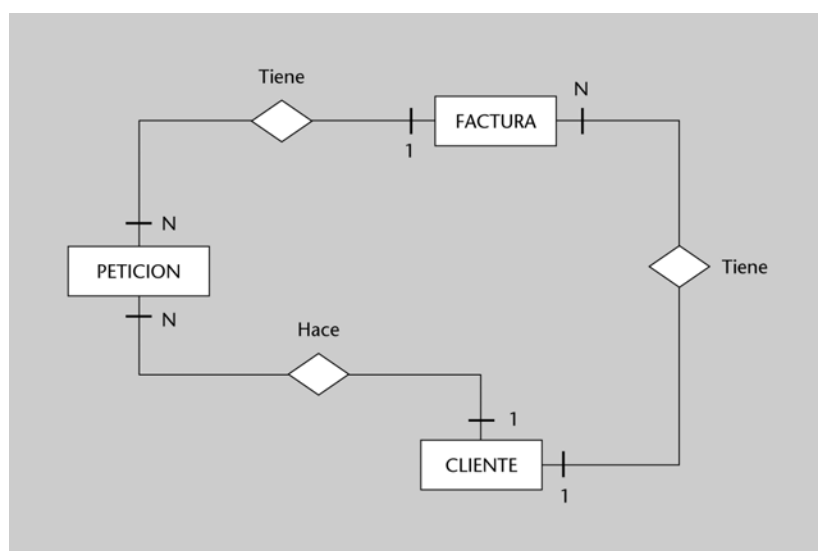 Tiene
N
FACTURA
1
N
PETICION
Tiene
N
Hace
1
CLIENTE
1